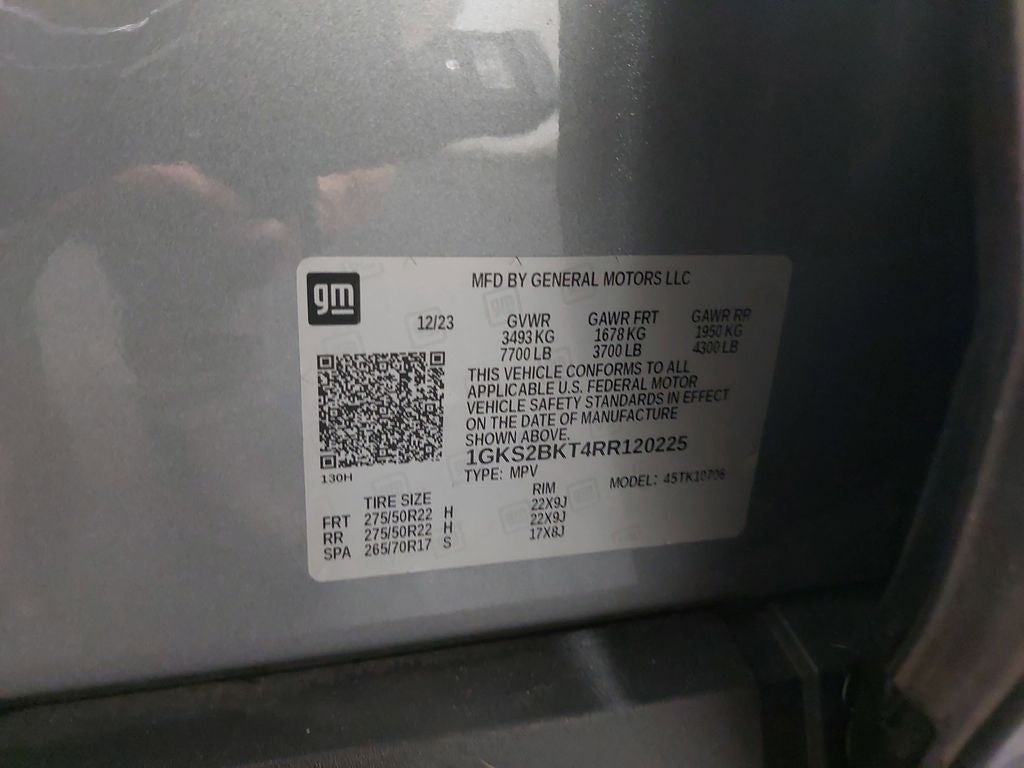 gm
MFD BY GENERAL MOTORS LLC
12/23
GVWR GAWR FRT GAWR RR
3493 KG 1678 KG 1950 KG
7700 LB 3700 LB 4300 LB
THIS VEHICLE CONFORMS TO ALL
APPLICABLE U.S. FEDERAL MOTOR
VEHICLE SAFETY STANDARDS IN EFFECT
ON THE DATE OF MANUFACTURE
SHOWN ABOVE.
1GKS2BKT4RR120225
TYPE: MPV MODEL: 45TK10706
130H
TIRE SIZE RIM
FRT 275/50R22 H 22X9J
RR 275/50R22 H 22X9J
SPA 265/70R17 S 17X8J